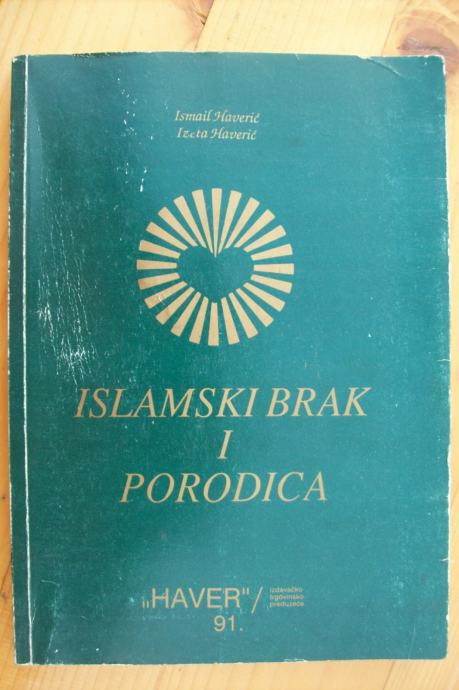 Ismail Haverić
Izeta Haverić
ISLAMSKI BRAK
I
PORODICA
„HAVER"/ izdavačko
trgovinsko
preduzeće
91.